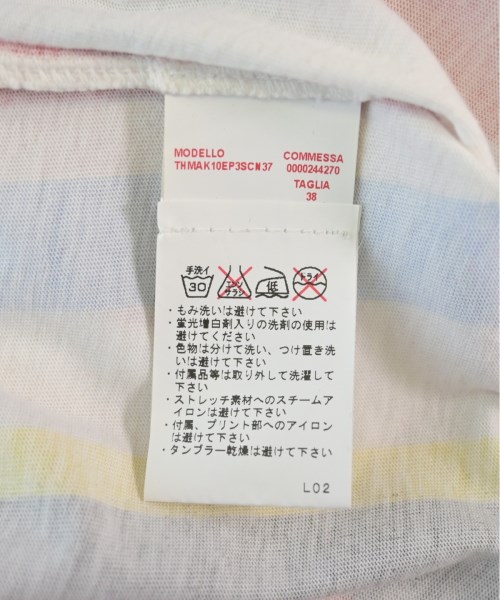 MODELLO
THMAK10EP3SCN37
COMMESSA
0000244270
TAGLIA
38
手洗イ
30
エンソ
サラシ
低
ドライ
・もみ洗いは避けて下さい
・蛍光増白剤入りの洗剤の使用は
避けてください
・色物は分けて洗い、つけ置き洗
いは避けて下さい
・付属品等は取り外して洗濯して
下さい
・ストレッチ素材へのスチームア
イロンは避けて下さい
・付属、プリント部へのアイロン
は避けて下さい
・タンブラー乾燥は避けて下さい
L02